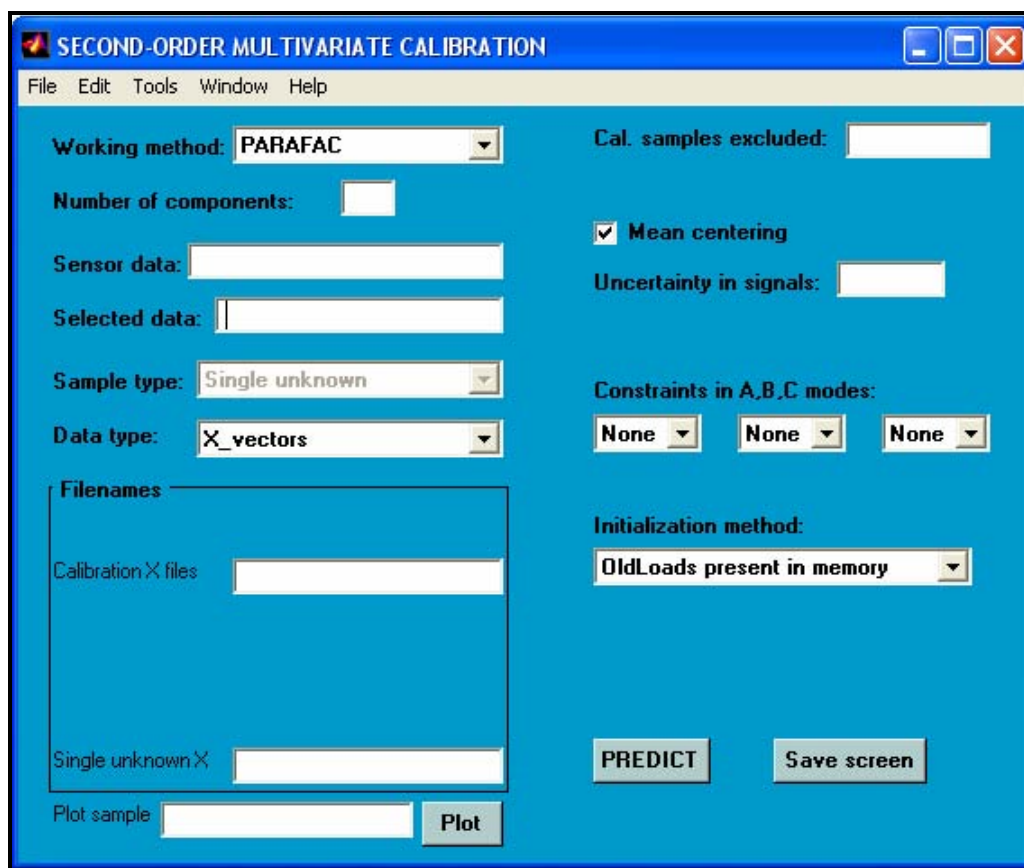 SECOND-ORDER MULTIVARIATE CALIBRATION
File Edit Tools Window Help
Working method: PARAFAC
Number of components:
Sensor data:
Selected data:
Sample type: Single unknown
Data type: X_vectors
Filenames
Calibration X files
Single unknown X
Plot sample
Plot
Cal. samples excluded:
Mean centering
Uncertainty in signals:
Constraints in A,B,C modes:
None None None
Initialization method:
OldLoads present in memory
PREDICT Save screen